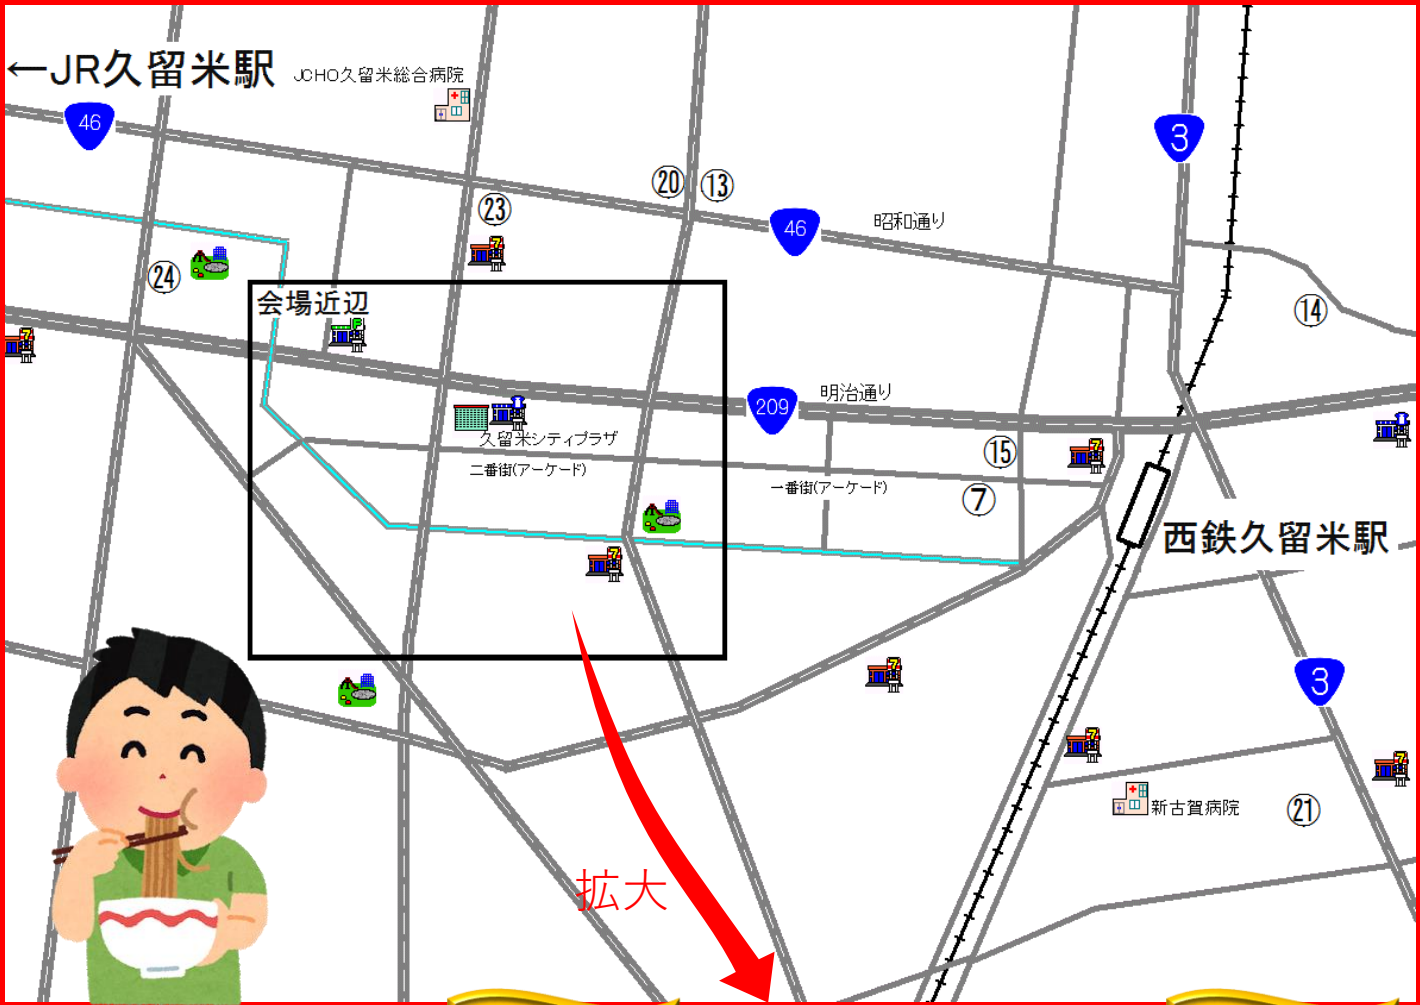 ←JR久留米駅
JCHO久留米総合病院
46
3
⑳
⑬
㉓
46
昭和通り
㉔
会場近辺
⑭
209
明治通り
久留米シティプラザ
二番街(アーケード)
⑮
一番街(アーケード)
⑦
西鉄久留米駅
3
新古賀病院
㉑
拡大